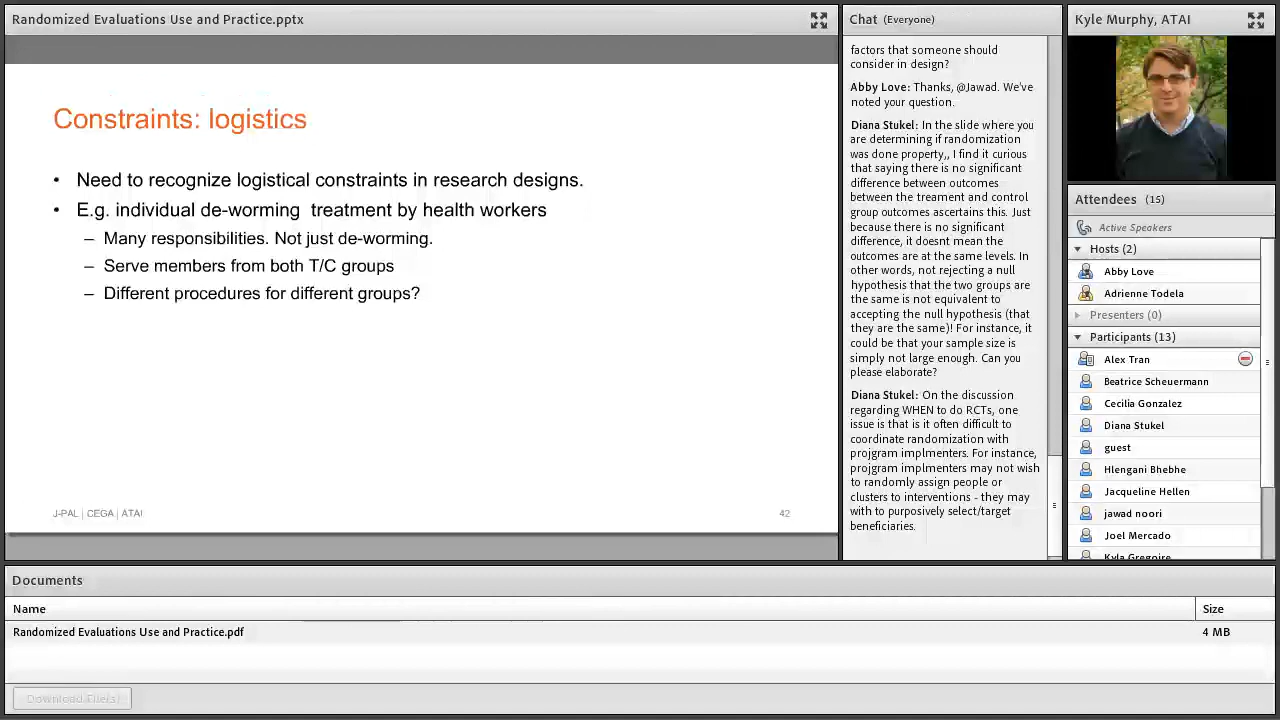 Randomized Evaluations Use and Practice.pptx
Constraints: logistics
• Need to recognize logistical constraints in research designs.
• E.g. individual de-worming treatment by health workers
– Many responsibilities. Not just de-worming.
– Serve members from both T/C groups
– Different procedures for different groups?
J-PAL | CEGA | ATAI
42
Chat (Everyone)
factors that someone should
consider in design?
Abby Love: Thanks, @Jawad. We've
noted your question.
Diana Stukel: In the slide where you
are determining if randomization
was done property,, I find it curious
that saying there is no significant
difference between outcomes
between the treament and control
group outcomes ascertains this. Just
because there is no significant
difference, it doesnt mean the
outcomes are at the same levels. In
other words, not rejecting a null
hypothesis that the two groups are
the same is not equivalent to
accepting the null hypothesis (that
they are the same)! For instance, it
could be that your sample size is
simply not large enough. Can you
please elaborate?
Diana Stukel: On the discussion
regarding WHEN to do RCTs, one
issue is that is it often difficult to
coordinate randomization with
projgram implmenters. For instance,
projgram implmenters may not wish
to randomly assign people or
clusters to interventions - they may
with to purposively select/target
beneficiaries.
Kyle Murphy, ATAI
Attendees (15)
Active Speakers
Hosts (2)
Abby Love
Adrienne Todela
Presenters (0)
Participants (13)
Alex Tran
Beatrice Scheuermann
Cecilia Gonzalez
Diana Stukel
guest
Hlengani Bhebhe
Jacqueline Hellen
jawad noori
Joel Mercado
Kyla Gregoire
Documents
Name
Size
Randomized Evaluations Use and Practice.pdf
4 MB
Download File(s)